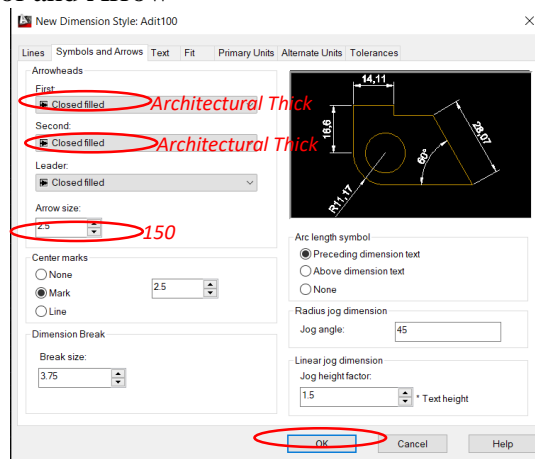 New Dimension Style: Adit100
Lines Symbols and Arrows Text Fit Primary Units Alternate Units Tolerances
Arrowheads
First:
Closed filled
Architectural Thick
Second:
Closed filled
Architectural Thick
Leader:
Closed filled
Arrow size:
2.5
150
Center marks
None
Mark
2.5
Line
Dimension Break
Break size:
3.75
14,11
16,6
28,07
60°
R11,17
Arc length symbol
Preceding dimension text
Above dimension text
None
Radius jog dimension
Jog angle:
45
Linear jog dimension
Jog height factor:
1.5
* Text height
OK
Cancel
Help